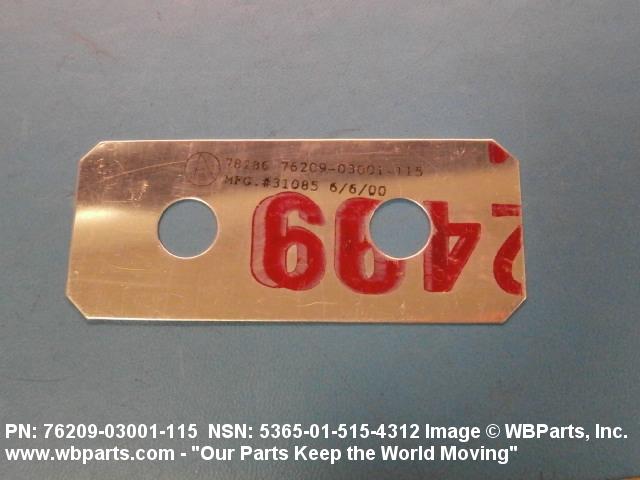 A 78286 76209-03001-115
MFG.#31085 6/6/00
PN: 76209-03001-115 NSN: 5365-01-515-4312 Image © WBParts, Inc.
www.wbparts.com - "Our Parts Keep the World Moving"